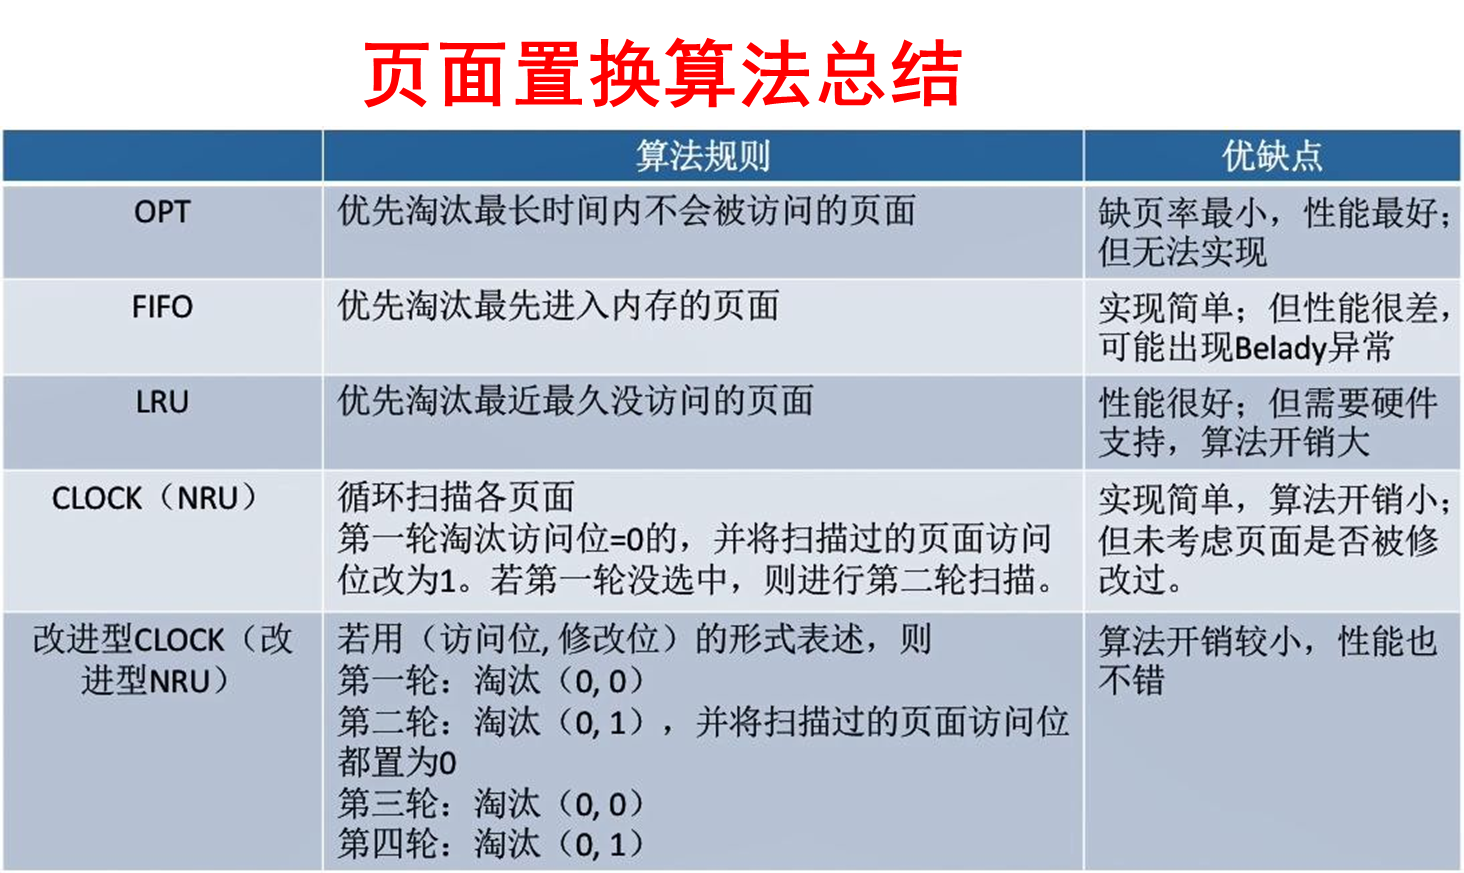 页面置换算法总结
算法规则
优缺点
OPT
优先淘汰最长时间内不会被访问的页面
缺页率最小，性能最好；
但无法实现
FIFO
优先淘汰最先进入内存的页面
实现简单；但性能很差，
可能出现Belady异常
LRU
优先淘汰最近最久没访问的页面
性能很好；但需要硬件
支持，算法开销大
CLOCK（NRU）
循环扫描各页面
第一轮淘汰访问位=0的，并将扫描过的页面访问
位改为1。若第一轮没选中，则进行第二轮扫描。
实现简单，算法开销小；
但未考虑页面是否被修
改过。
改进型CLOCK（改
进型NRU）
若用（访问位, 修改位）的形式表述，则
第一轮：淘汰（0, 0）
第二轮：淘汰（0, 1），并将扫描过的页面访问位
都置为0
第三轮：淘汰（0, 0）
第四轮：淘汰（0, 1）
算法开销较小，性能也
不错